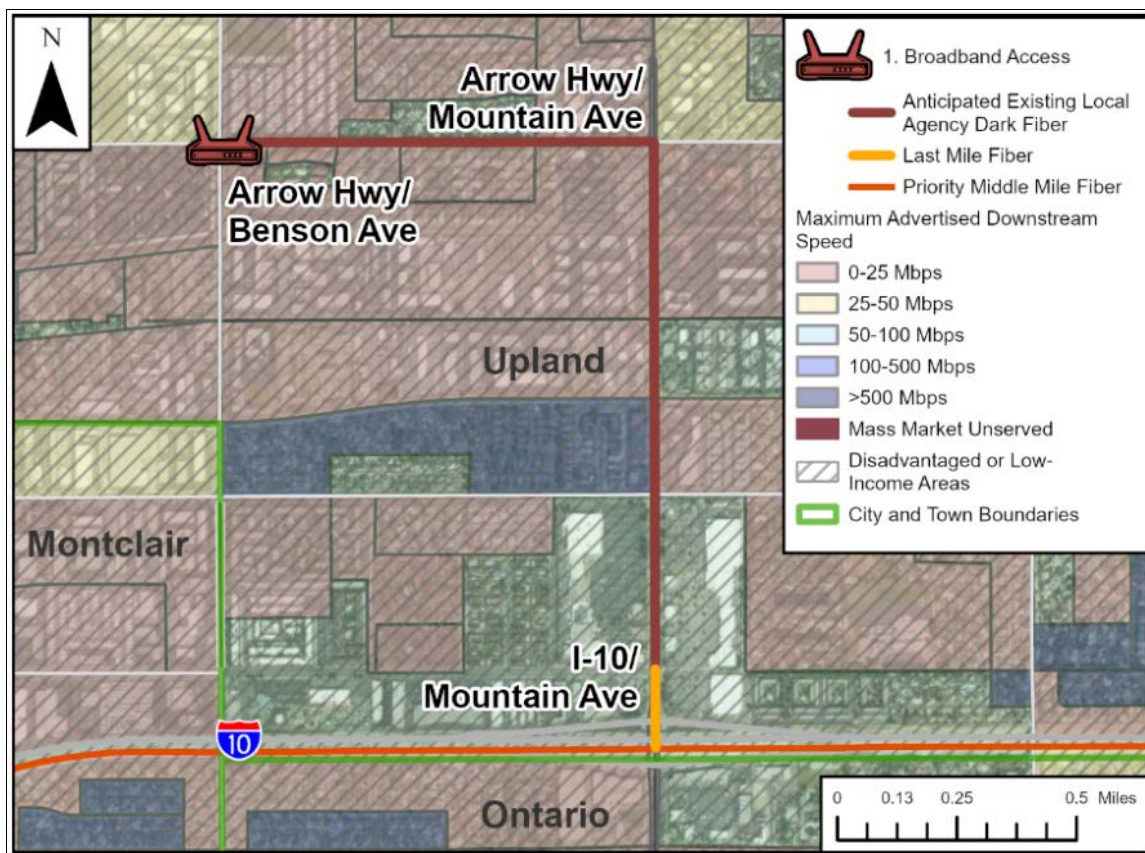 N
Arrow Hwy/
Mountain Ave
Arrow Hwy/
Benson Ave
Upland
Montclair
I-10/
Mountain Ave
10
Ontario
1. Broadband Access
Anticipated Existing Local
Agency Dark Fiber
Last Mile Fiber
Priority Middle Mile Fiber
Maximum Advertised Downstream
Speed
0-25 Mbps
25-50 Mbps
50-100 Mbps
100-500 Mbps
>500 Mbps
Mass Market Unserved
Disadvantaged or Low-
Income Areas
City and Town Boundaries
0 0.13 0.25 0.5 Miles